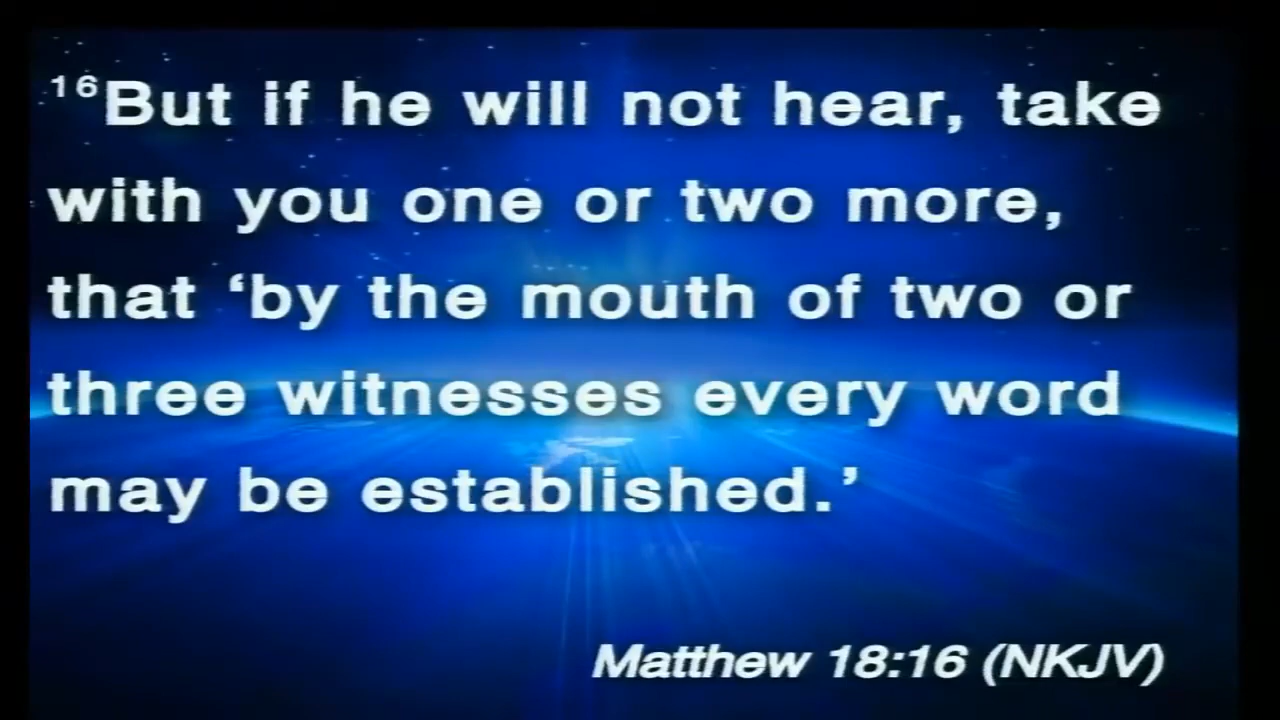 ¹⁶But if he will not hear, take
with you one or two more,
that ‘by the mouth of two or
three witnesses every word
may be established.’
Matthew 18:16 (NKJV)